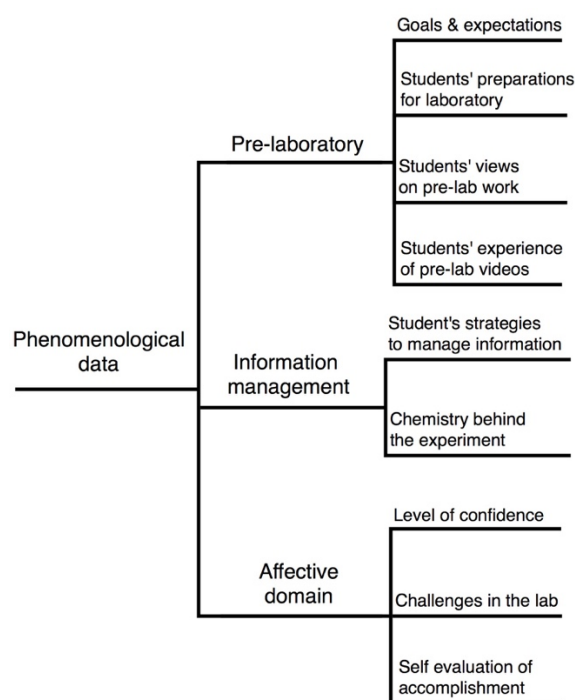 Goals & expectations
Students' preparations
for laboratory
Pre-laboratory
Students' views
on pre-lab work
Students' experience
of pre-lab videos
Phenomenological
data
Student's strategies
to manage information
Information
management
Chemistry behind
the experiment
Level of confidence
Affective
domain
Challenges in the lab
Self evaluation of
accomplishment